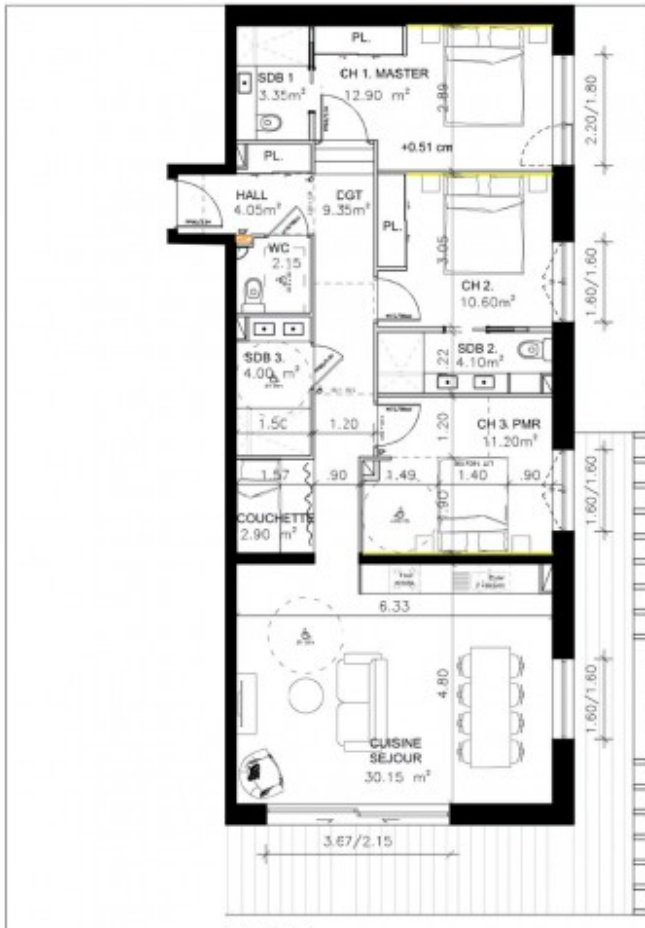 PL.
SDB 1
3.35m²
CH 1. MASTER
12.90 m²
2.89
2.20/1.80
+0.51 cm
PL.
HALL
4.05m²
DGT
9.35m²
PL.
3.05
WC
2.15
CH 2.
10.60m²
1.60/1.60
SDB 3.
4.00 m²
SDB 2.
4.10m²
.22
1.50
1.20
1.20
CH 3. PMR
11.20m²
1.57
.90
1.49
1.40
.90
.90
1.60/1.60
COUCHETTE
2.90 m²
6.33
4.80
1.60/1.60
CUISINE
SEJOUR
30.15 m²
3.67/2.15